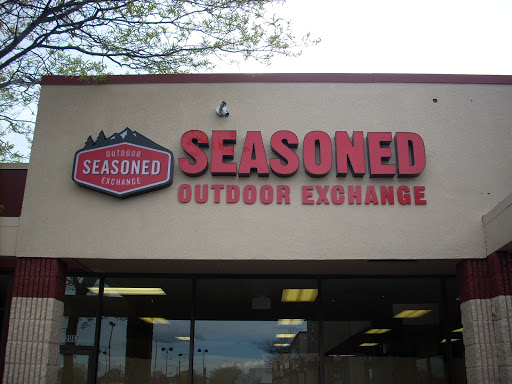 OUTDOOR
SEASONED
EXCHANGE
SEASONED
OUTDOOR EXCHANGE